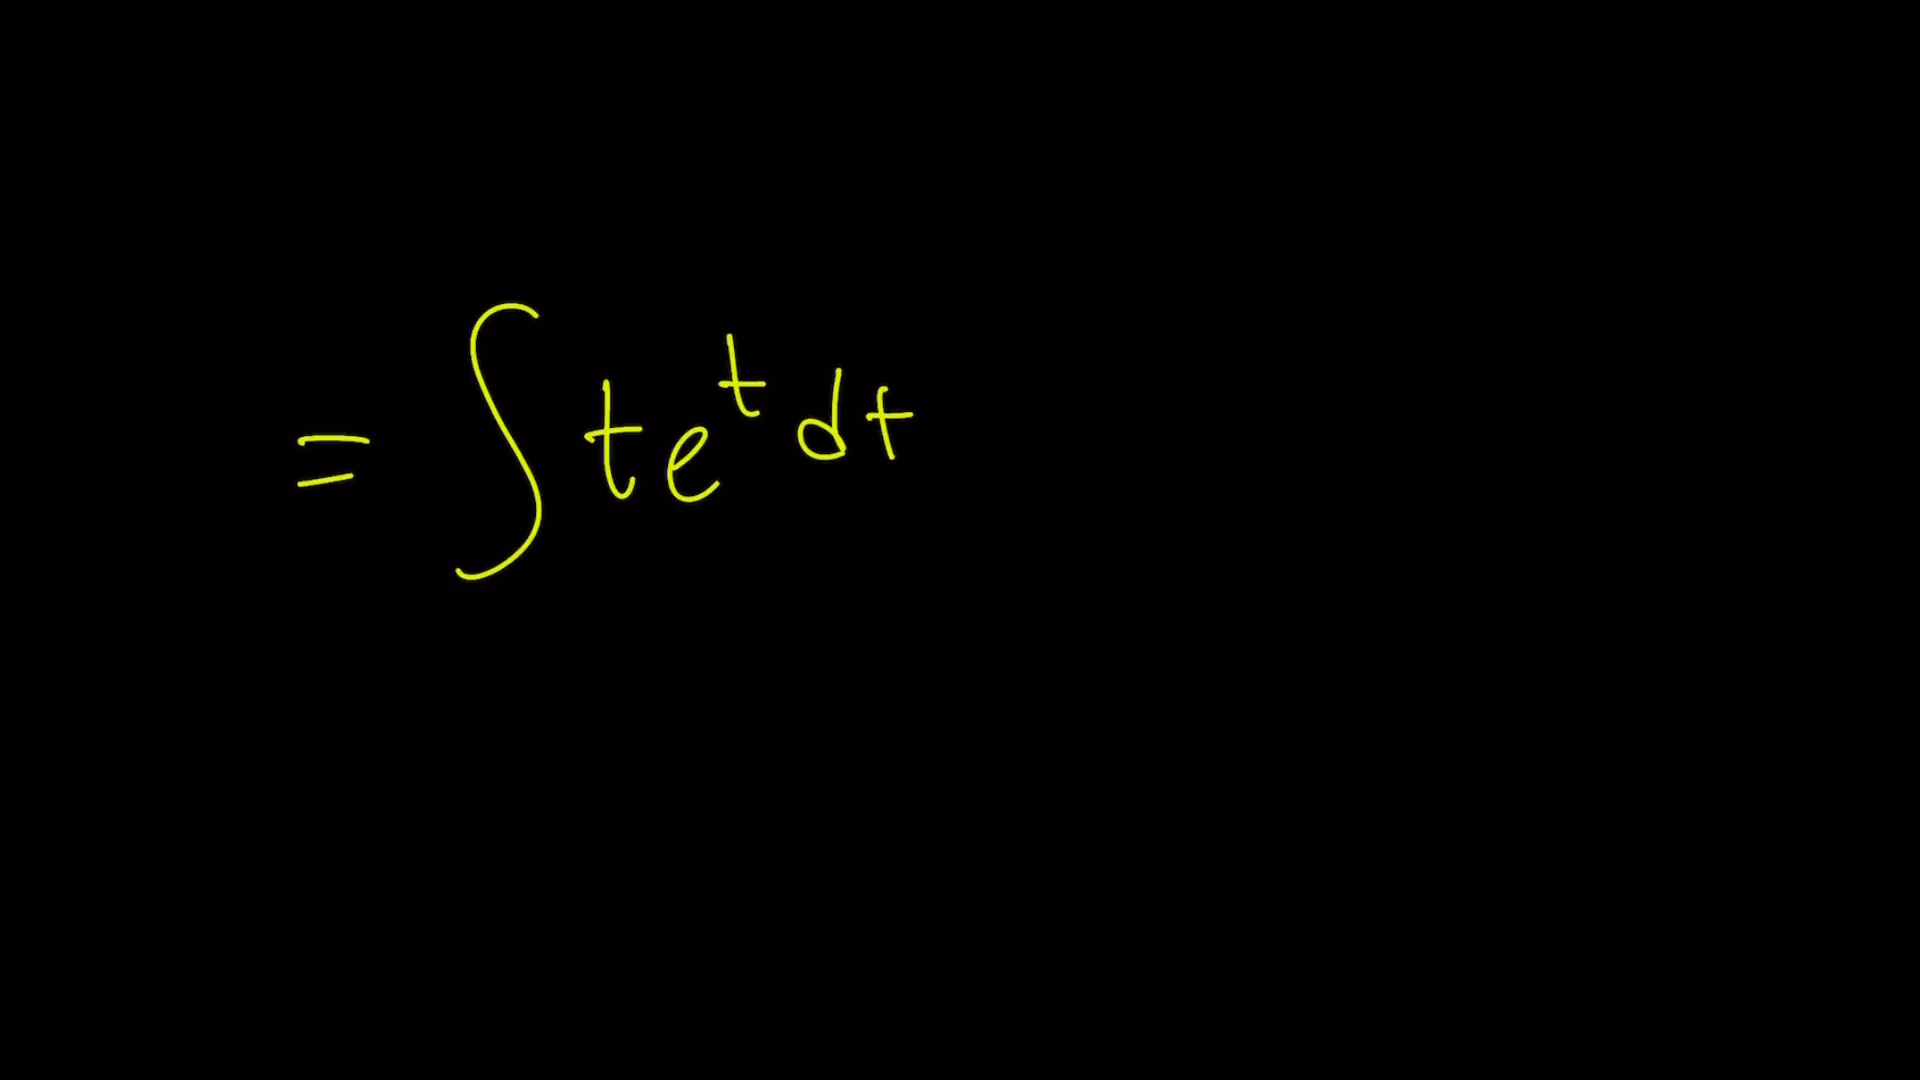 = ∫ te^t dt